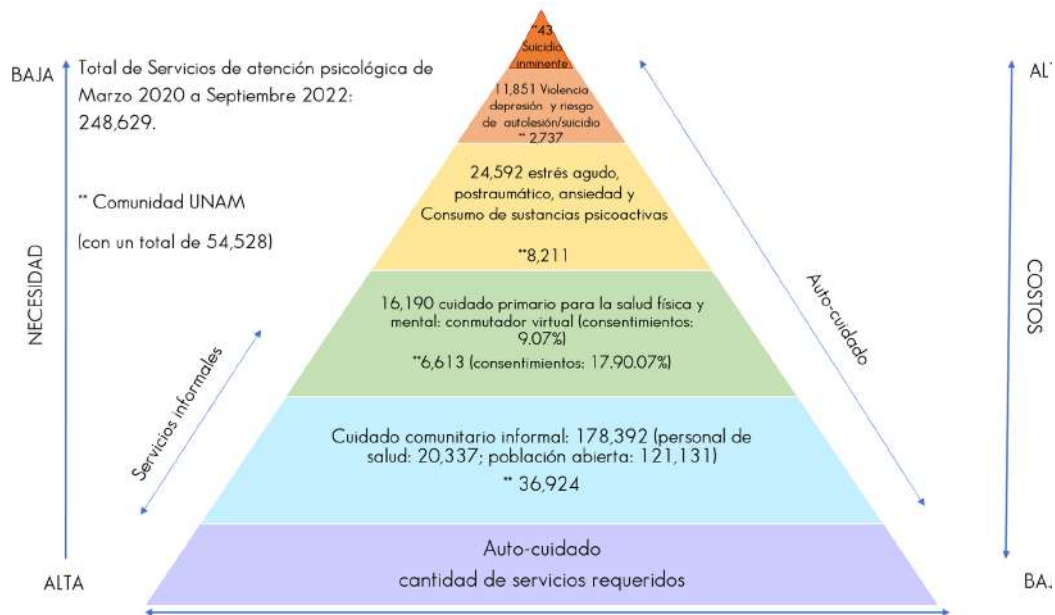 **43
Suicidio
inminente
BAJA
Total de Servicios de atención psicológica de
Marzo 2020 a Septiembre 2022:
248,629.
ALT
11,851 Violencia
depresión y riesgo
de autolesión/suicidio
** 2,737
** Comunidad UNAM
(con un total de 54,528)
24,592 estrés agudo,
postraumático, ansiedad y
Consumo de sustancias psicoactivas
**8,211
NECESIDAD
COSTOS
Auto-cuidado
Servicios informales
16,190 cuidado primario para la salud física y
mental: conmutador virtual (consentimientos:
9.07%)
**6,613 (consentimientos: 17.90.07%)
Cuidado comunitario informal: 178,392 (personal de
salud: 20,337; población abierta: 121,131)
** 36,924
Auto-cuidado
cantidad de servicios requeridos
ALTA
BAJ